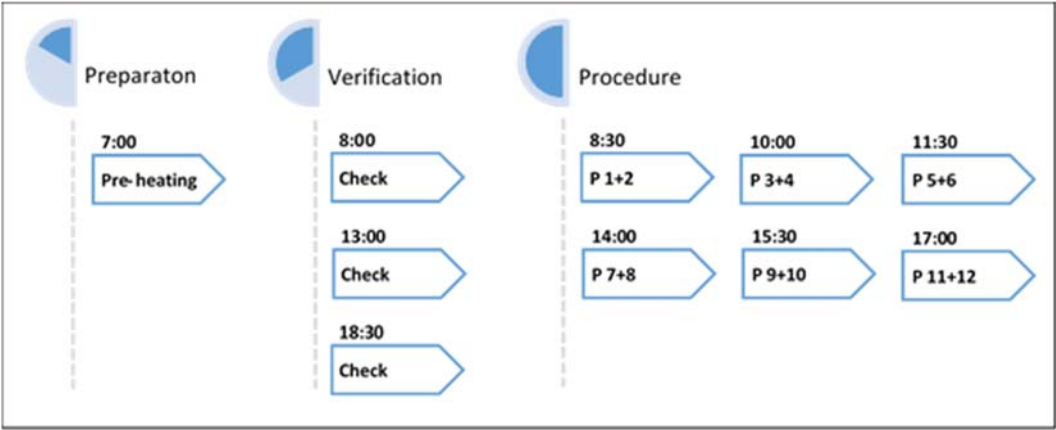 Preparaton
7:00
Pre-heating
Verification
8:00
Check
13:00
Check
18:30
Check
Procedure
8:30
P 1+2
10:00
P 3+4
11:30
P 5+6
14:00
P 7+8
15:30
P 9+10
17:00
P 11+12